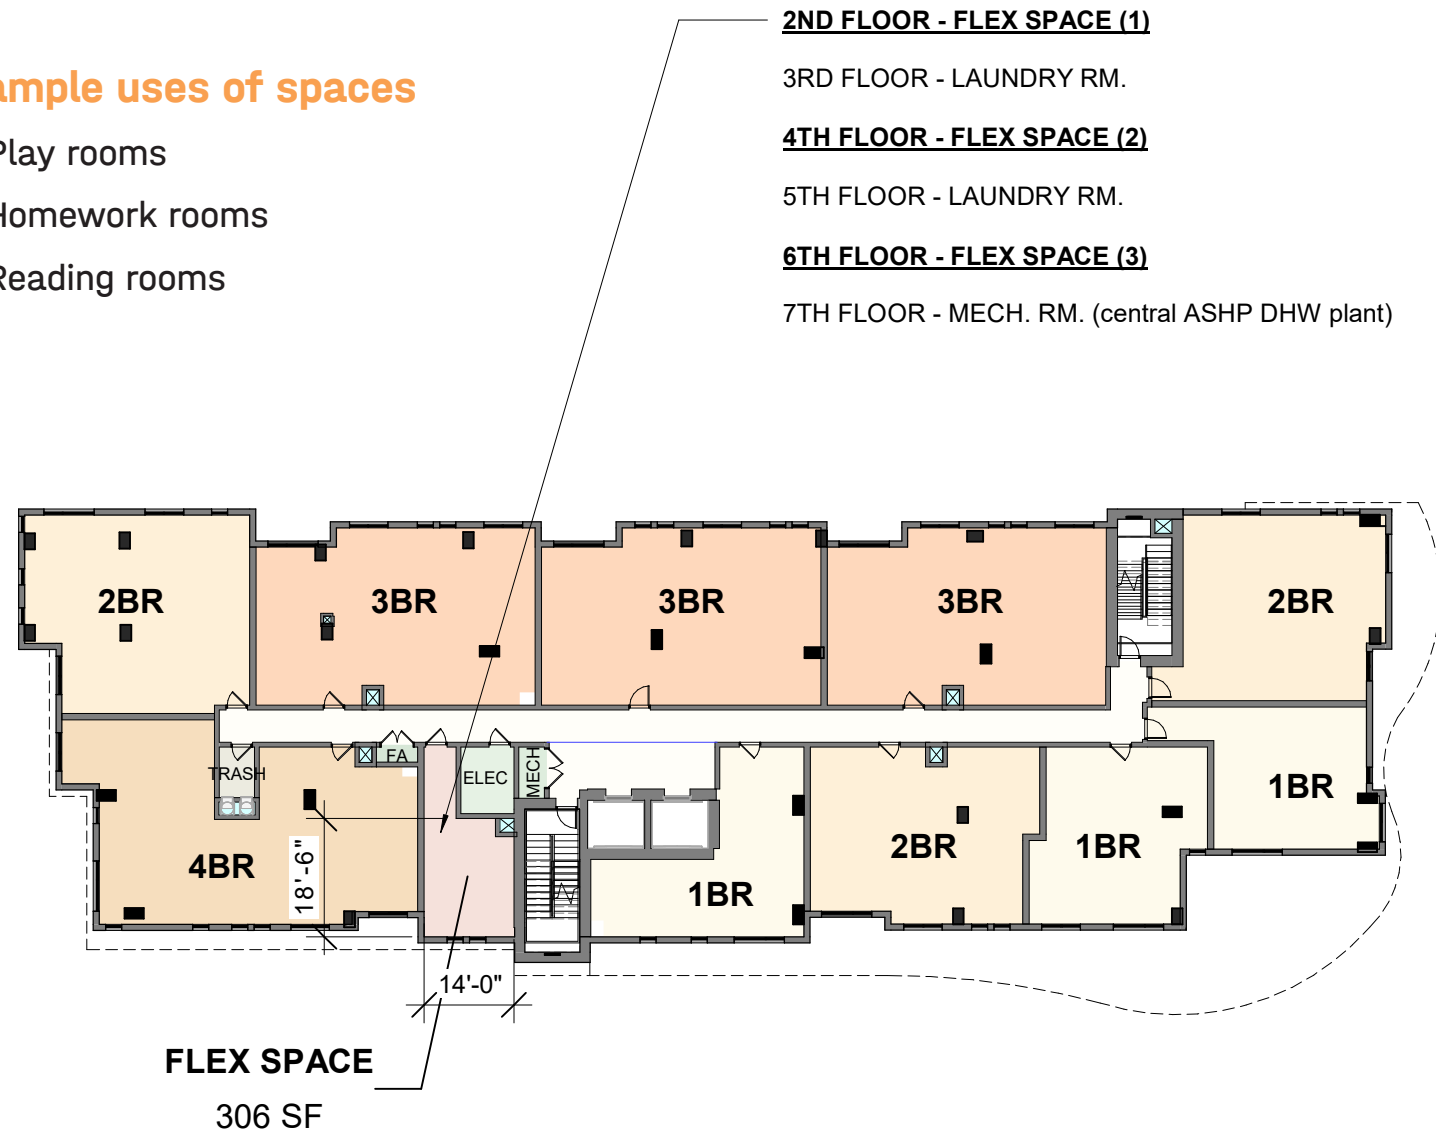 2ND FLOOR - FLEX SPACE (1)
3RD FLOOR - LAUNDRY RM.
4TH FLOOR - FLEX SPACE (2)
5TH FLOOR - LAUNDRY RM.
6TH FLOOR - FLEX SPACE (3)
7TH FLOOR - MECH. RM. (central ASHP DHW plant)
ample uses of spaces
Play rooms
Homework rooms
Reading rooms
2BR
3BR
3BR
3BR
2BR
FA
TRASH
ELEC
MECH
1BR
4BR
18'-6"
1BR
2BR
1BR
14'-0"
FLEX SPACE
306 SF